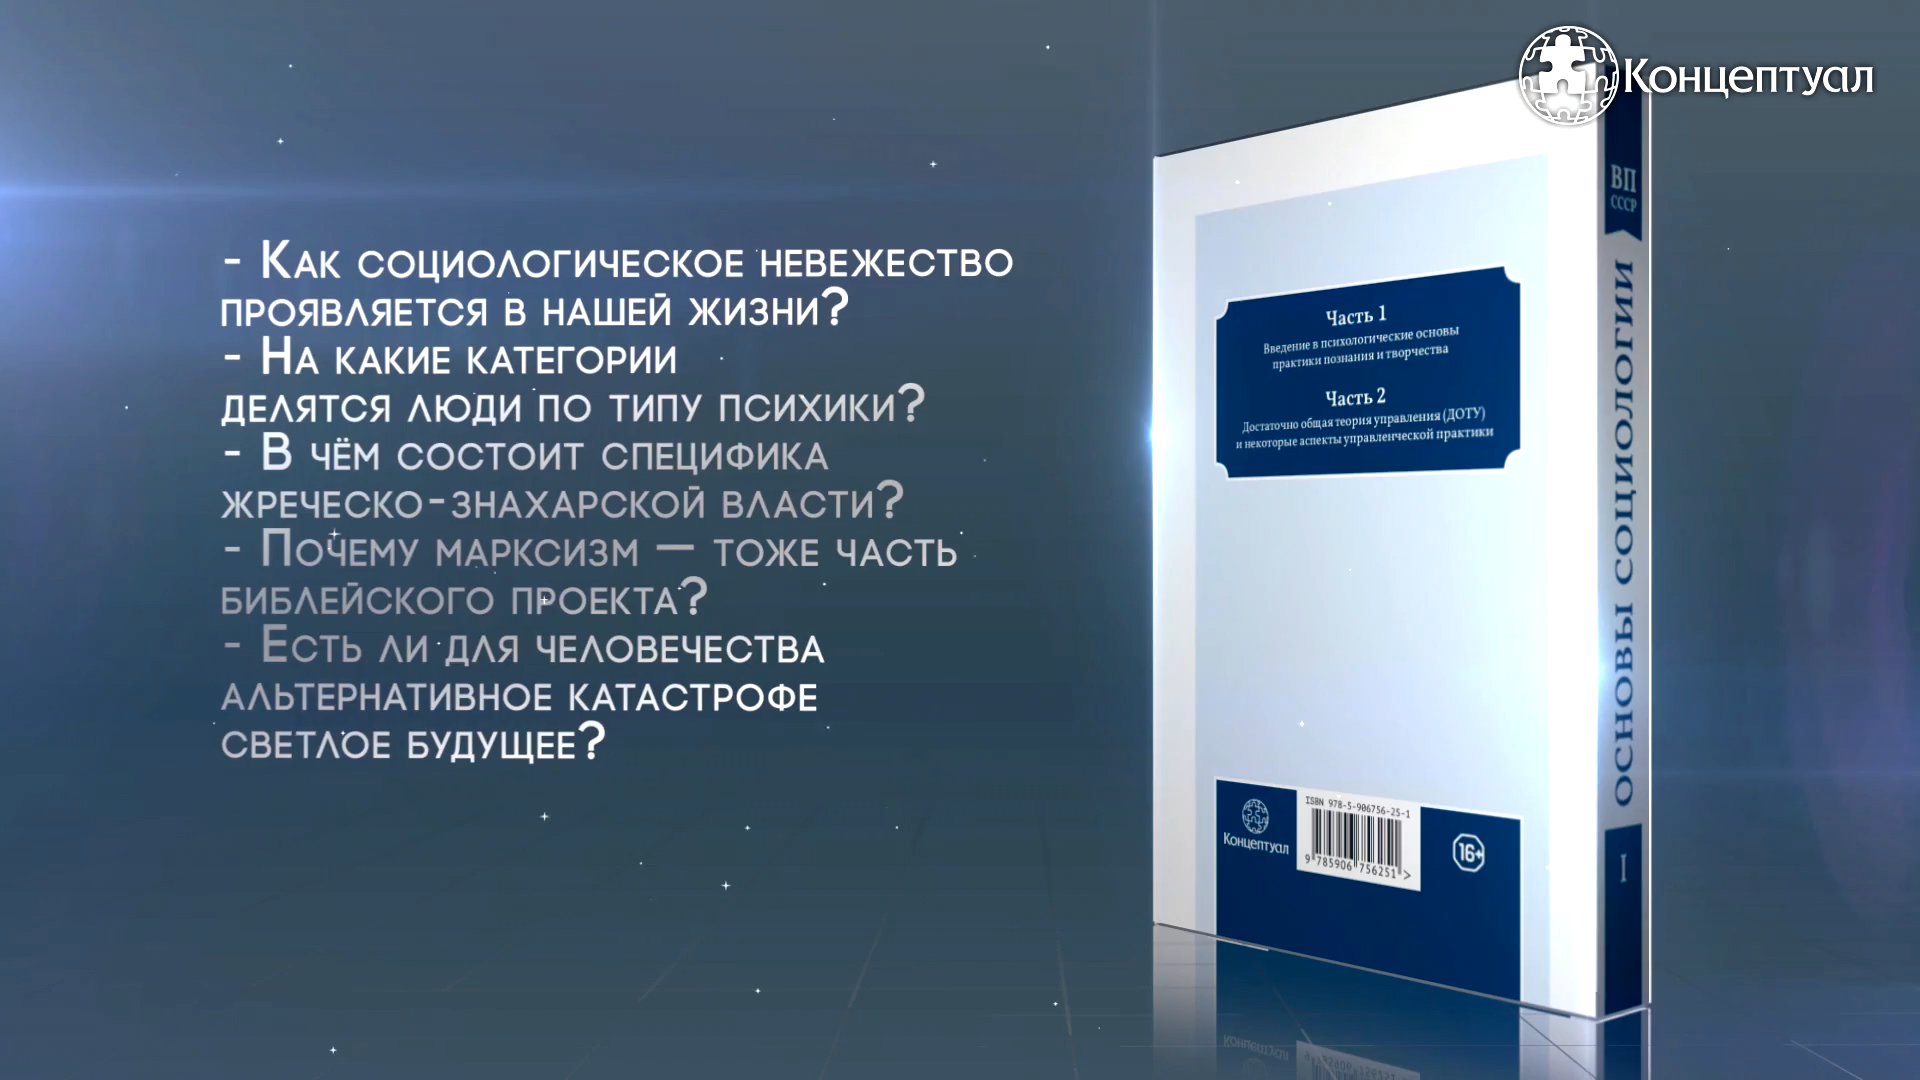 Концептуал
- Как социологическое невежество
проявляется в нашей жизни?
- На какие категории
делятся люди по типу психики?
- В чём состоит специфика
жреческо-знахарской власти?
- Почему марксизм — тоже часть
библейского проекта?
- Есть ли для человечества
альтернативное катастрофе
светлое будущее?
Часть 1
Введение в психологические основы
практики познания и творчества
Часть 2
Достаточно общая теория управления (ДОТУ)
и некоторые аспекты управленческой практики
Концептуал
ISBN 978-5-906756-25-1
9 785906 756251 >
16+
ВП
СССР
ОСНОВЫ СОЦИОЛОГИИ
I